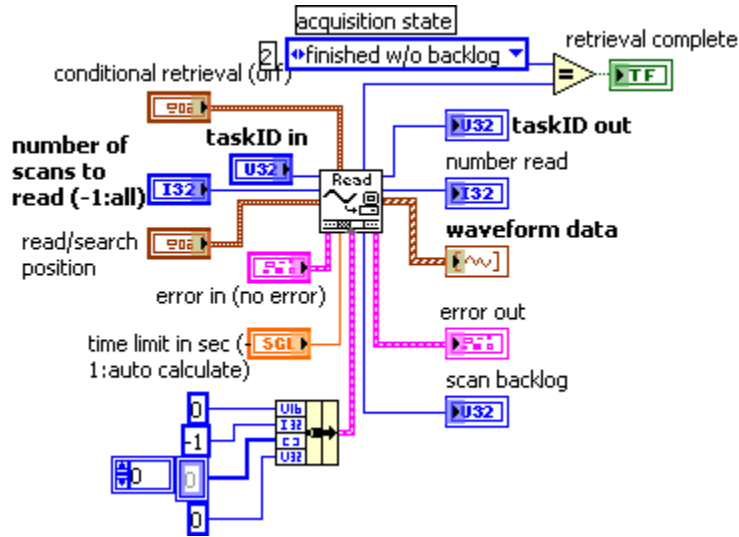 acquisition state
2
finished w/o backlog
retrieval complete
=
TF
conditional retrieval (off)
taskID in
U32
U32
taskID out
number of
scans to
read (-1:all)
I32
Read
number read
I32
read/search
position
waveform data
error in (no error)
error out
time limit in sec (-
1:auto calculate)
SGL
scan backlog
U32
0
U16
-1
I32
0
0
U32
0